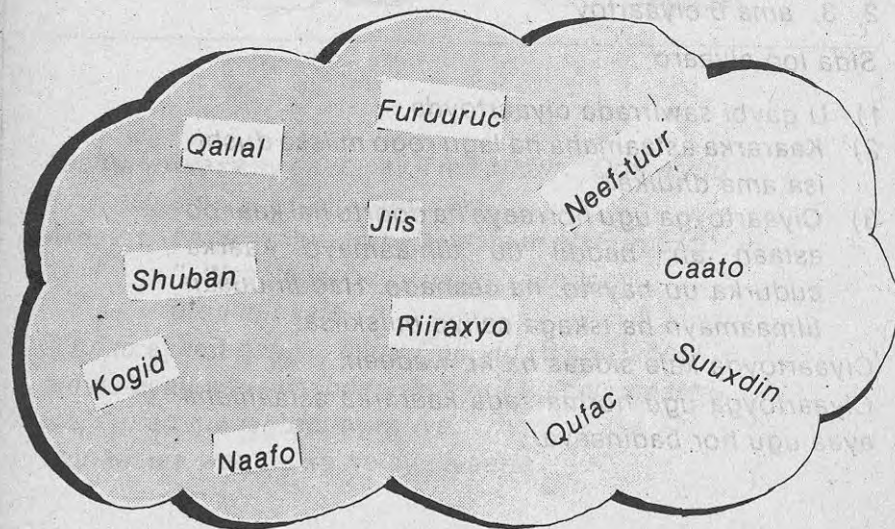 Furuuruc
Qallal
Neef-tuur
Jiis
Shuban
Caato
Riiraxyo
Kogid
Suuxdin
Qufac
Naafo